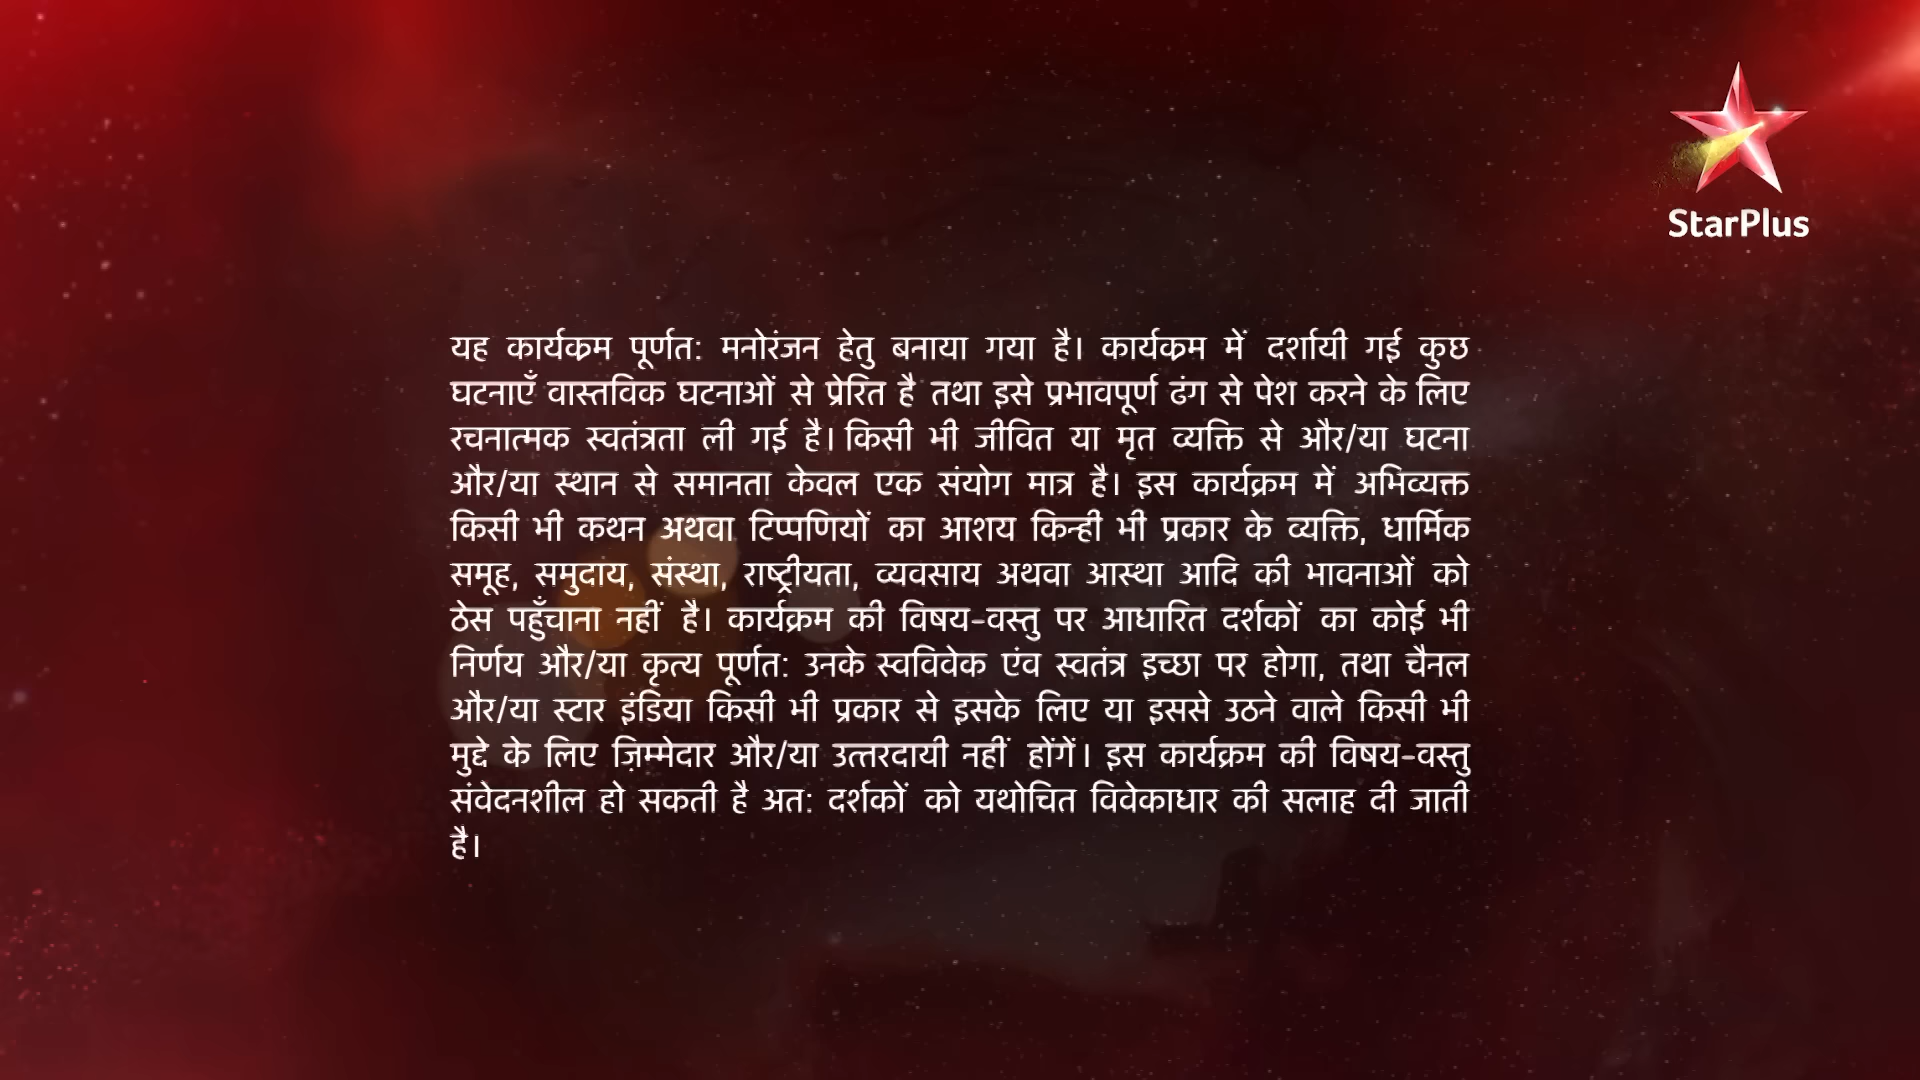 StarPlus
यह कार्यक्रम पूर्णत: मनोरंजन हेतु बनाया गया है। कार्यक्रम में दर्शायी गई कुछ
घटनाएँ वास्तविक घटनाओं से प्रेरित है तथा इसे प्रभावपूर्ण ढंग से पेश करने के लिए
रचनात्मक स्वतंत्रता ली गई है। किसी भी जीवित या मृत व्यक्ति से और/या घटना
और/या स्थान से समानता केवल एक संयोग मात्र है। इस कार्यक्रम में अभिव्यक्त
किसी भी कथन अथवा टिप्पणियों का आशय किन्ही भी प्रकार के व्यक्ति, धार्मिक
समूह, समुदाय, संस्था, राष्ट्रीयता, व्यवसाय अथवा आस्था आदि की भावनाओं को
ठेस पहुँचाना नहीं है। कार्यक्रम की विषय-वस्तु पर आधारित दर्शकों का कोई भी
निर्णय और/या कृत्य पूर्णत: उनके स्वविवेक एंव स्वतंत्र इच्छा पर होगा, तथा चैनल
और/या स्टार इंडिया किसी भी प्रकार से इसके लिए या इससे उठने वाले किसी भी
मुद्दे के लिए ज़िम्मेदार और/या उत्तरदायी नहीं होंगें। इस कार्यक्रम की विषय-वस्तु
संवेदनशील हो सकती है अत: दर्शकों को यथोचित विवेकाधार की सलाह दी जाती
है।